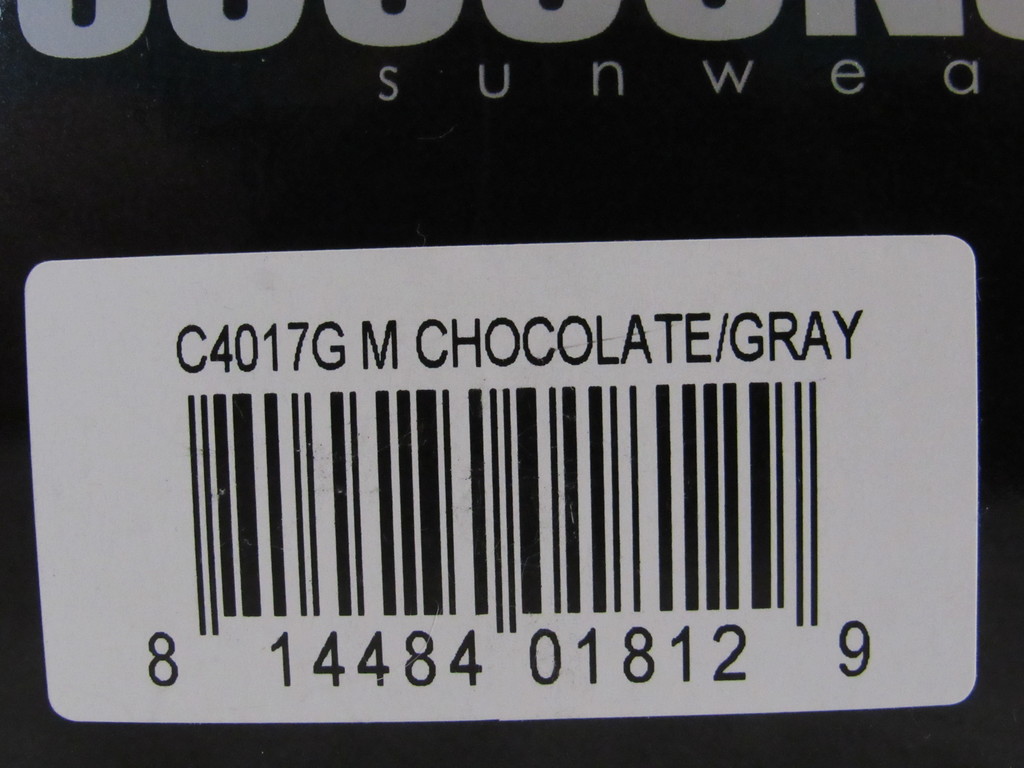 sunwea
C4017G M CHOCOLATE/GRAY
8 14484 01812 9